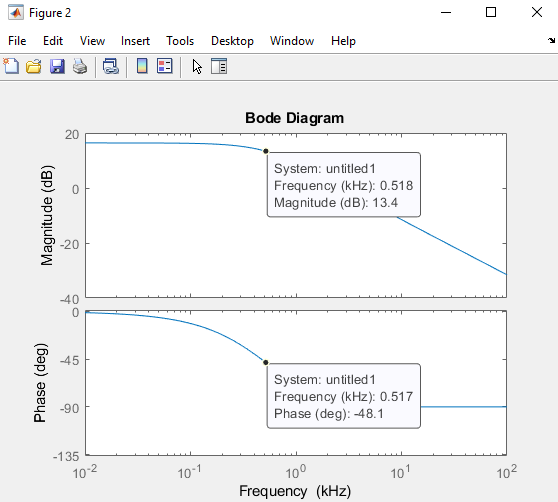 Figure 2
File Edit View Insert Tools Desktop Window Help
Bode Diagram
Magnitude (dB)
20
0
-20
-40
System: untitled1
Frequency (kHz): 0.518
Magnitude (dB): 13.4
Phase (deg)
0
-45
-90
-135
System: untitled1
Frequency (kHz): 0.517
Phase (deg): -48.1
10^-2 10^-1 10^0 10^1 10^2
Frequency (kHz)